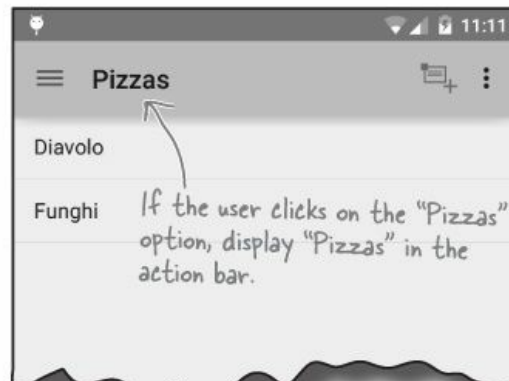 11:11
Pizzas
Diavolo
Funghi
If the user clicks on the "Pizzas"
option, display "Pizzas" in the
action bar.